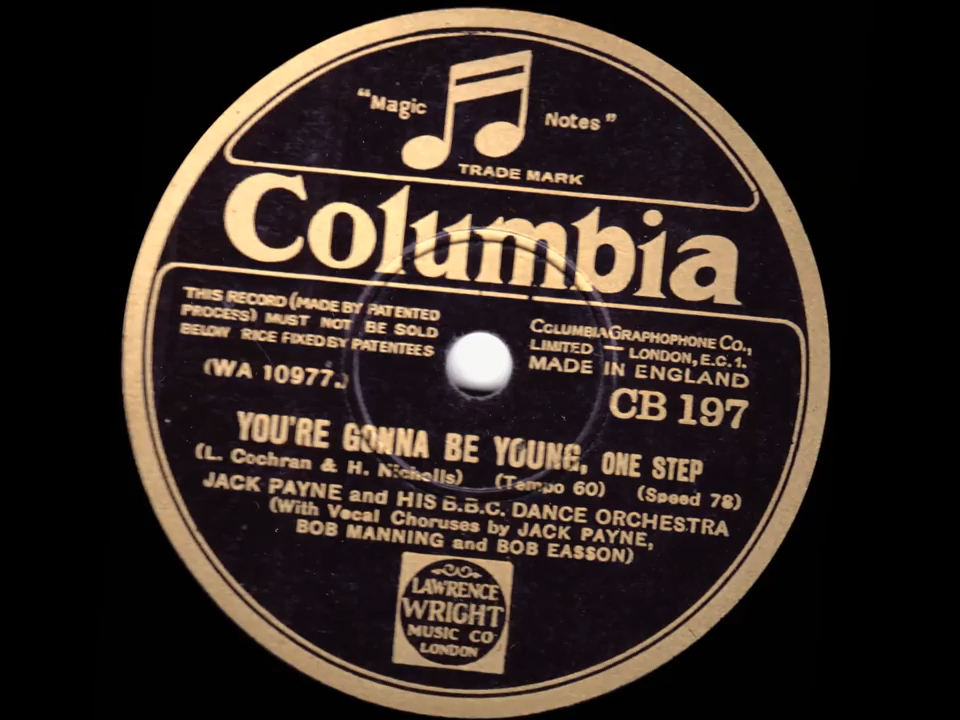 "Magic Notes"
TRADE MARK
Columbia
THIS RECORD (MADE BY PATENTED
PROCESS) MUST NOT BE SOLD
BELOW RICE FIXED BY PATENTEES
(WA 10977.)
COLUMBIA GRAPHOPHONE CO.,
LIMITED — LONDON, E.C.1.
MADE IN ENGLAND
CB 197
YOU'RE GONNA BE YOUNG, ONE STEP
(L. Cochran & H. Nicholls) (Tempo 60) (Speed 78)
JACK PAYNE and HIS B.B.C. DANCE ORCHESTRA
(With Vocal Choruses by JACK PAYNE,
BOB MANNING and BOB EASSON)
LAWRENCE
WRIGHT
MUSIC CO
LONDON